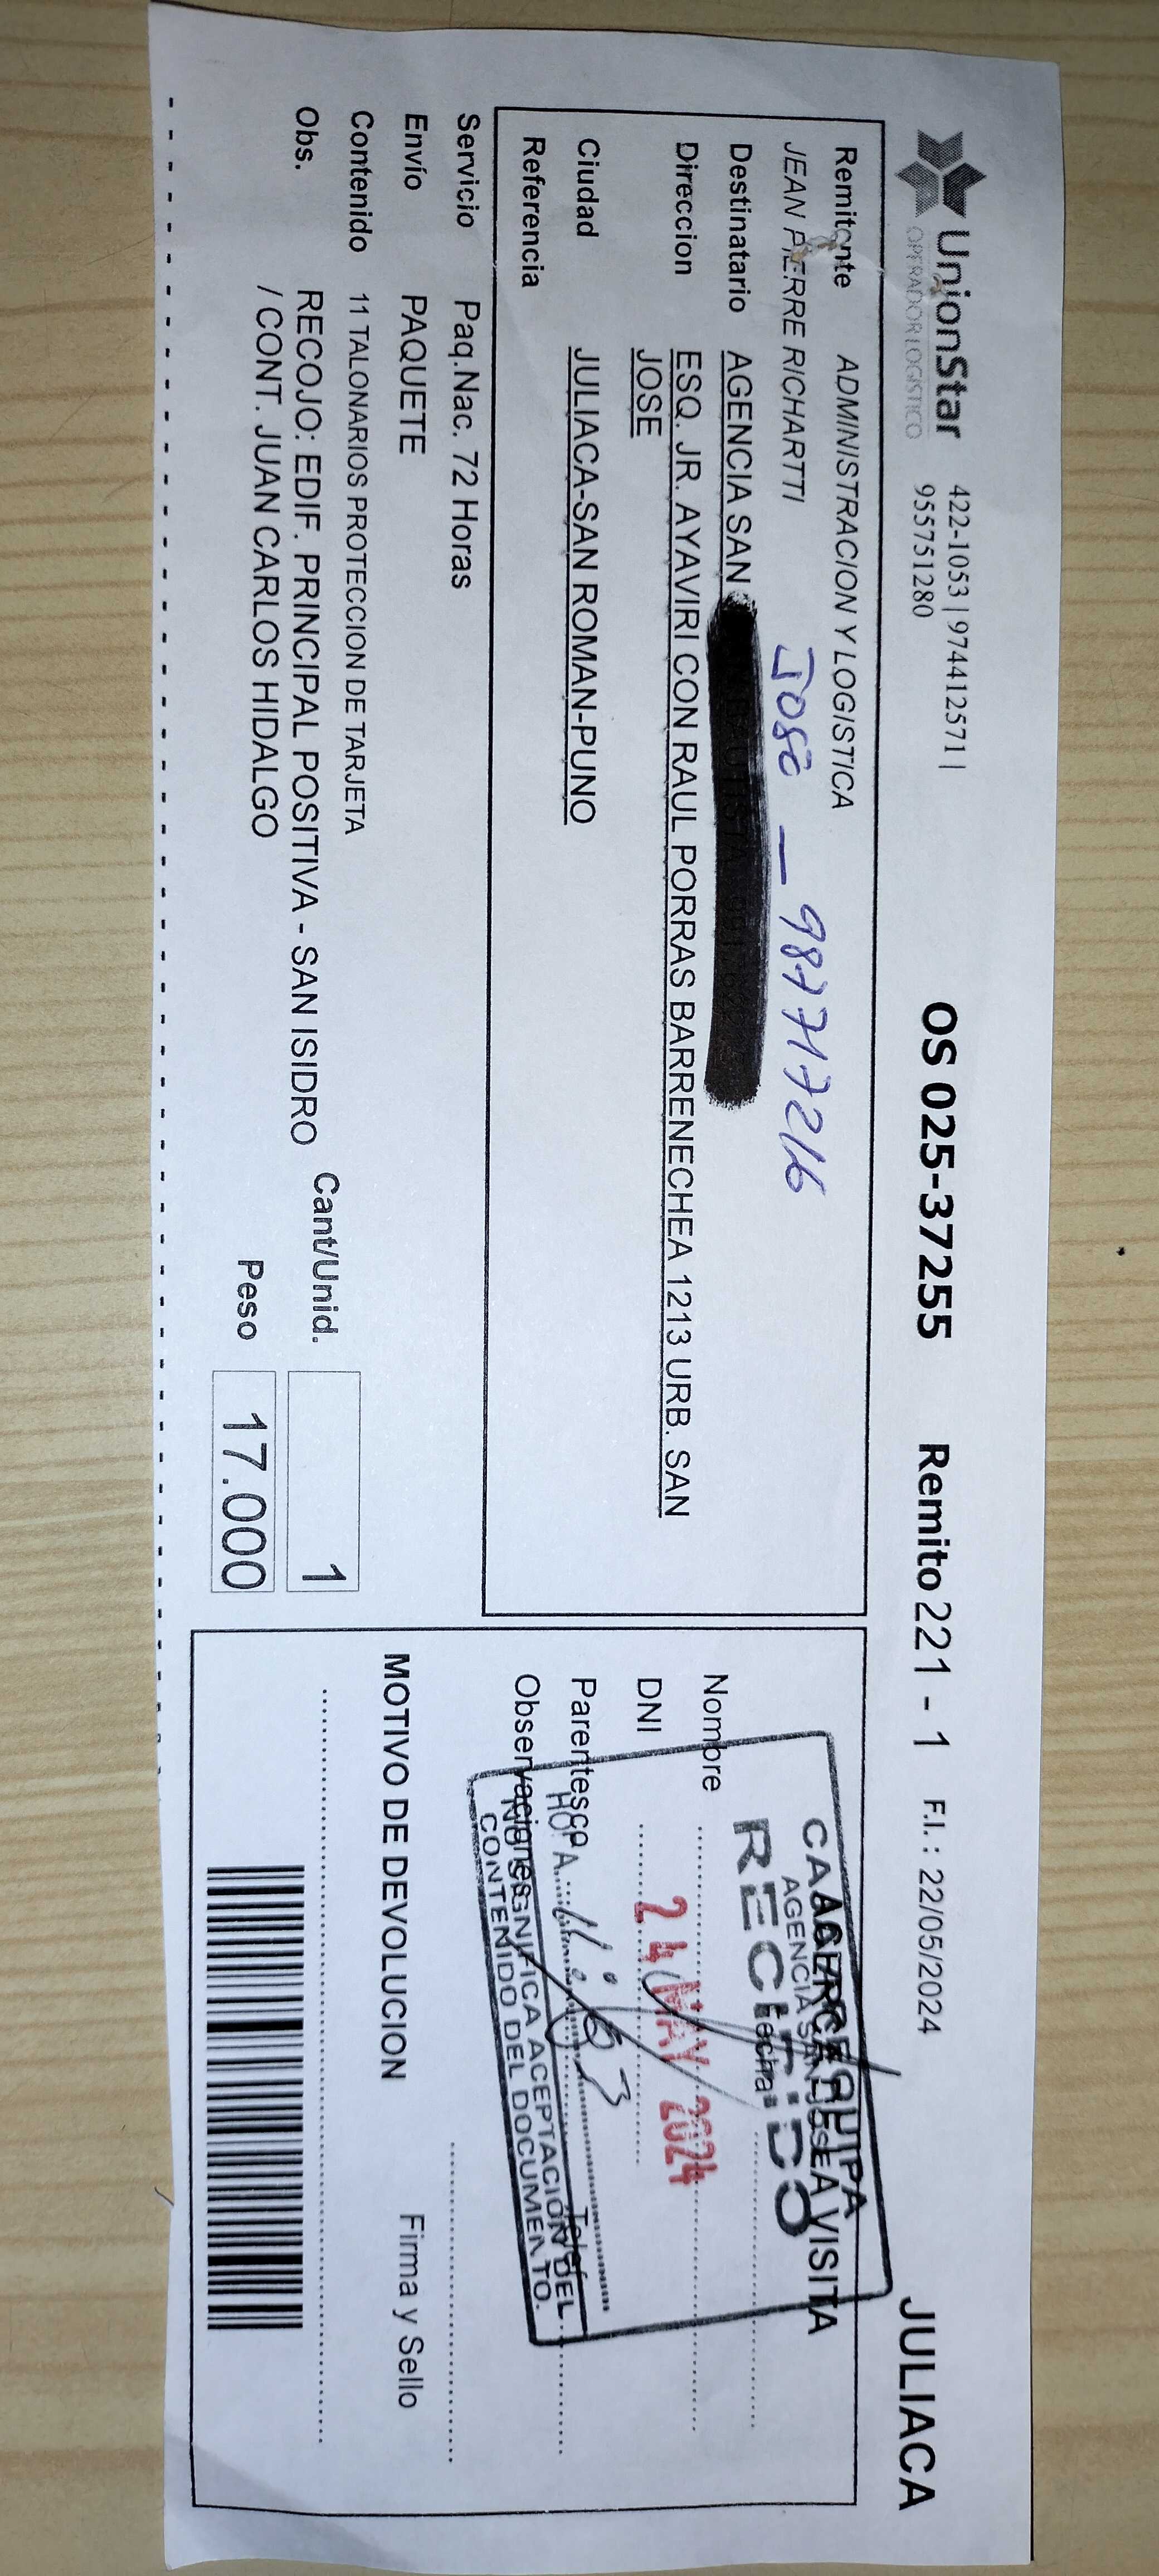 UnionStar
OPERADOR LOGISTICO
422-1053 | 974412571 |
955751280
OS 025-37255
Remito 221 - 1
F.I. : 22/05/2024
JULIACA
Remitente ADMINISTRACION Y LOGISTICA
JEAN PIERRE RICHARTTI
José - 987717216
Destinatario AGENCIA SAN
Direccion ESQ. JR. AYAVIRI CON RAUL PORRAS BARRENECHEA 1213 URB. SAN
JOSE
Ciudad JULIACA-SAN ROMAN-PUNO
Referencia
Servicio Paq.Nac. 72 Horas
Envío PAQUETE
Contenido 11 TALONARIOS PROTECCION DE TARJETA
Obs. RECOJO: EDIF. PRINCIPAL POSITIVA - SAN ISIDRO
/ CONT. JUAN CARLOS HIDALGO
Cant/Unid. 1
Peso 17.000
VISITA
AGENCIA SAN JOSE
RECIBIDO
Fecha
Nombre
24 MAY 2024
DNI
Parentesco
HORA
Telef
Observaciones
NO SIGNIFICA ACEPTACION DEL
CONTENIDO DEL DOCUMENTO.
MOTIVO DE DEVOLUCION
Firma y Sello